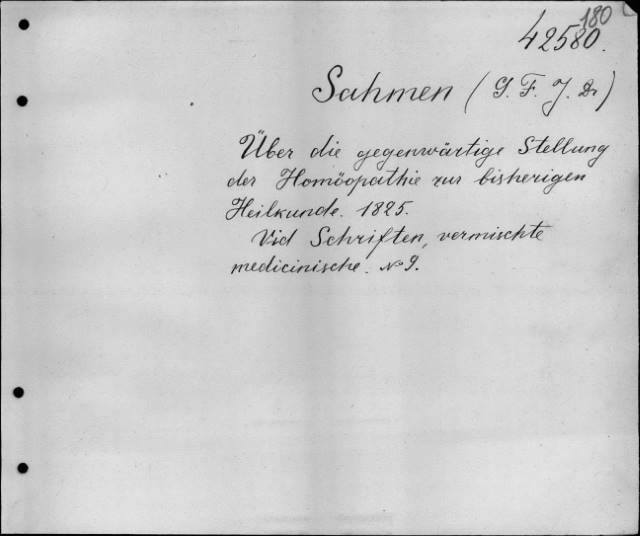 180
42580.
Sahmen (G. F. J. Dr)
Über die gegenwärtige Stellung
der Homöopathie zur bisherigen
Heilkunde. 1825.
Vid Schriften, vermischte
medicinische. № 9.